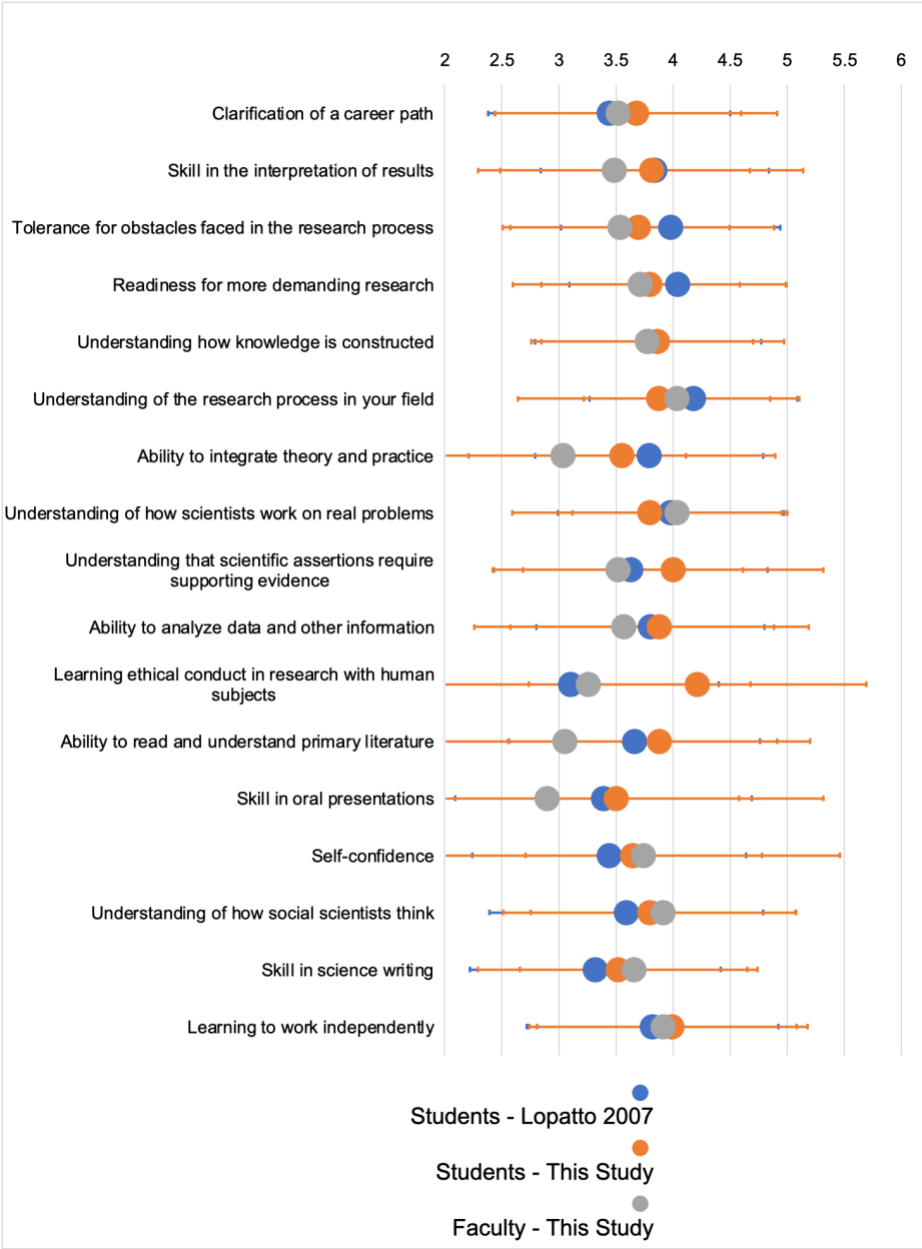 2 2.5 3 3.5 4 4.5 5 5.5 6
Clarification of a career path
Skill in the interpretation of results
Tolerance for obstacles faced in the research process
Readiness for more demanding research
Understanding how knowledge is constructed
Understanding of the research process in your field
Ability to integrate theory and practice
Understanding of how scientists work on real problems
Understanding that scientific assertions require
supporting evidence
Ability to analyze data and other information
Learning ethical conduct in research with human
subjects
Ability to read and understand primary literature
Skill in oral presentations
Self-confidence
Understanding of how social scientists think
Skill in science writing
Learning to work independently
Students - Lopatto 2007
Students - This Study
Faculty - This Study